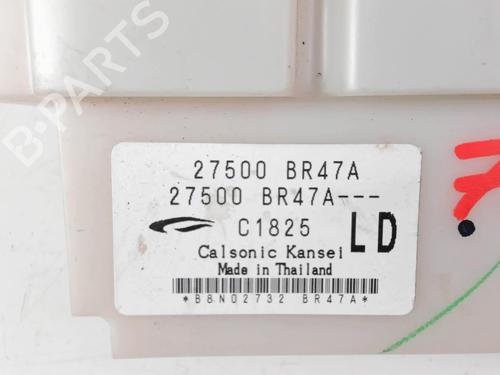 B-PARTS
27500 BR47A
27500 BR47A---
C1825 LD
Calsonic Kansei
Made in Thailand
*B8N02732 BR47A*